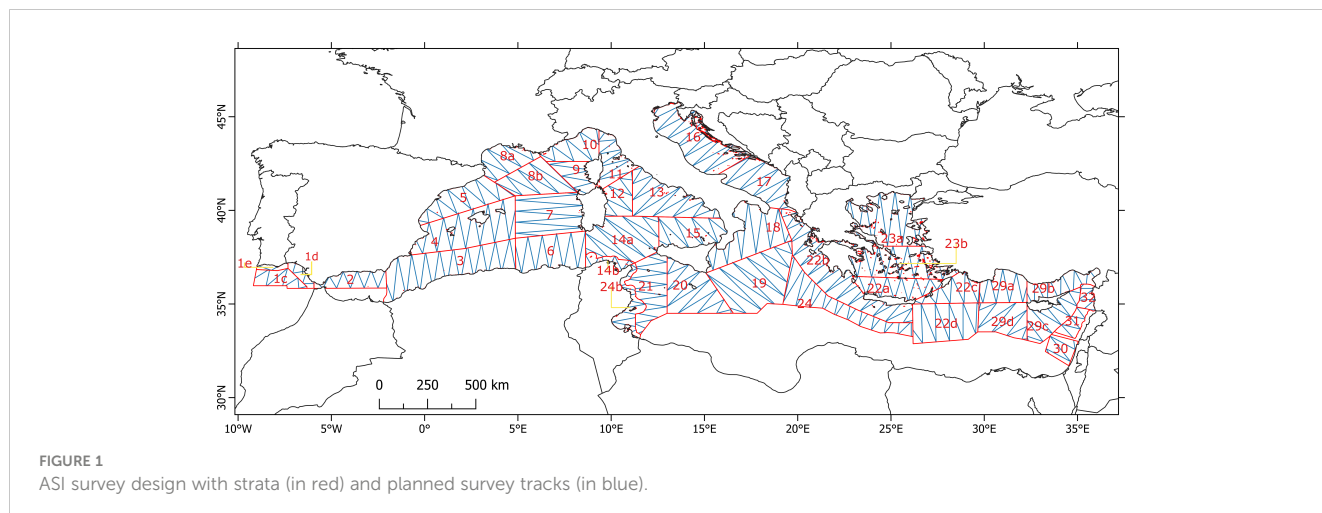 45°N
40°N
35°N
30°N
10°W
5°W
0°
5°E
10°E
15°E
20°E
25°E
30°E
35°E
0 250 500 km
1e
1c
1d
2
3
4
5
6
7
8a
8b
9
10
11
12
13
14a
14b
15
16
17
18
19
20
21
22a
22b
22c
22d
23a
23b
24
24b
29a
29b
29c
29d
30
31
32
FIGURE 1
ASI survey design with strata (in red) and planned survey tracks (in blue).